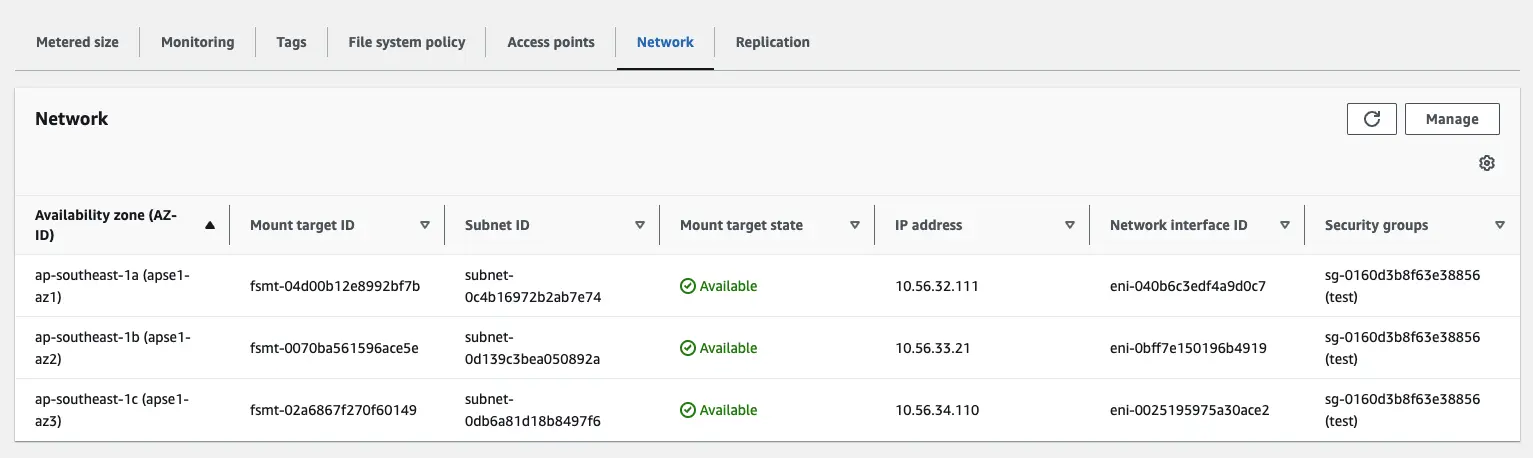 Metered size Monitoring Tags File system policy Access points Network Replication
Network
Manage
Availability zone (AZ-
ID) Mount target ID Subnet ID Mount target state IP address Network interface ID Security groups
ap-southeast-1a (apse1-
az1) fsmt-04d00b12e8992bf7b subnet-
0c4b16972b2ab7e74 Available 10.56.32.111 eni-040b6c3edf4a9d0c7 sg-0160d3b8f63e38856
(test)
ap-southeast-1b (apse1-
az2) fsmt-0070ba561596ace5e subnet-
0d139c3bea050892a Available 10.56.33.21 eni-0bff7e150196b4919 sg-0160d3b8f63e38856
(test)
ap-southeast-1c (apse1-
az3) fsmt-02a6867f270f60149 subnet-
0db6a81d18b8497f6 Available 10.56.34.110 eni-0025195975a30ace2 sg-0160d3b8f63e38856
(test)